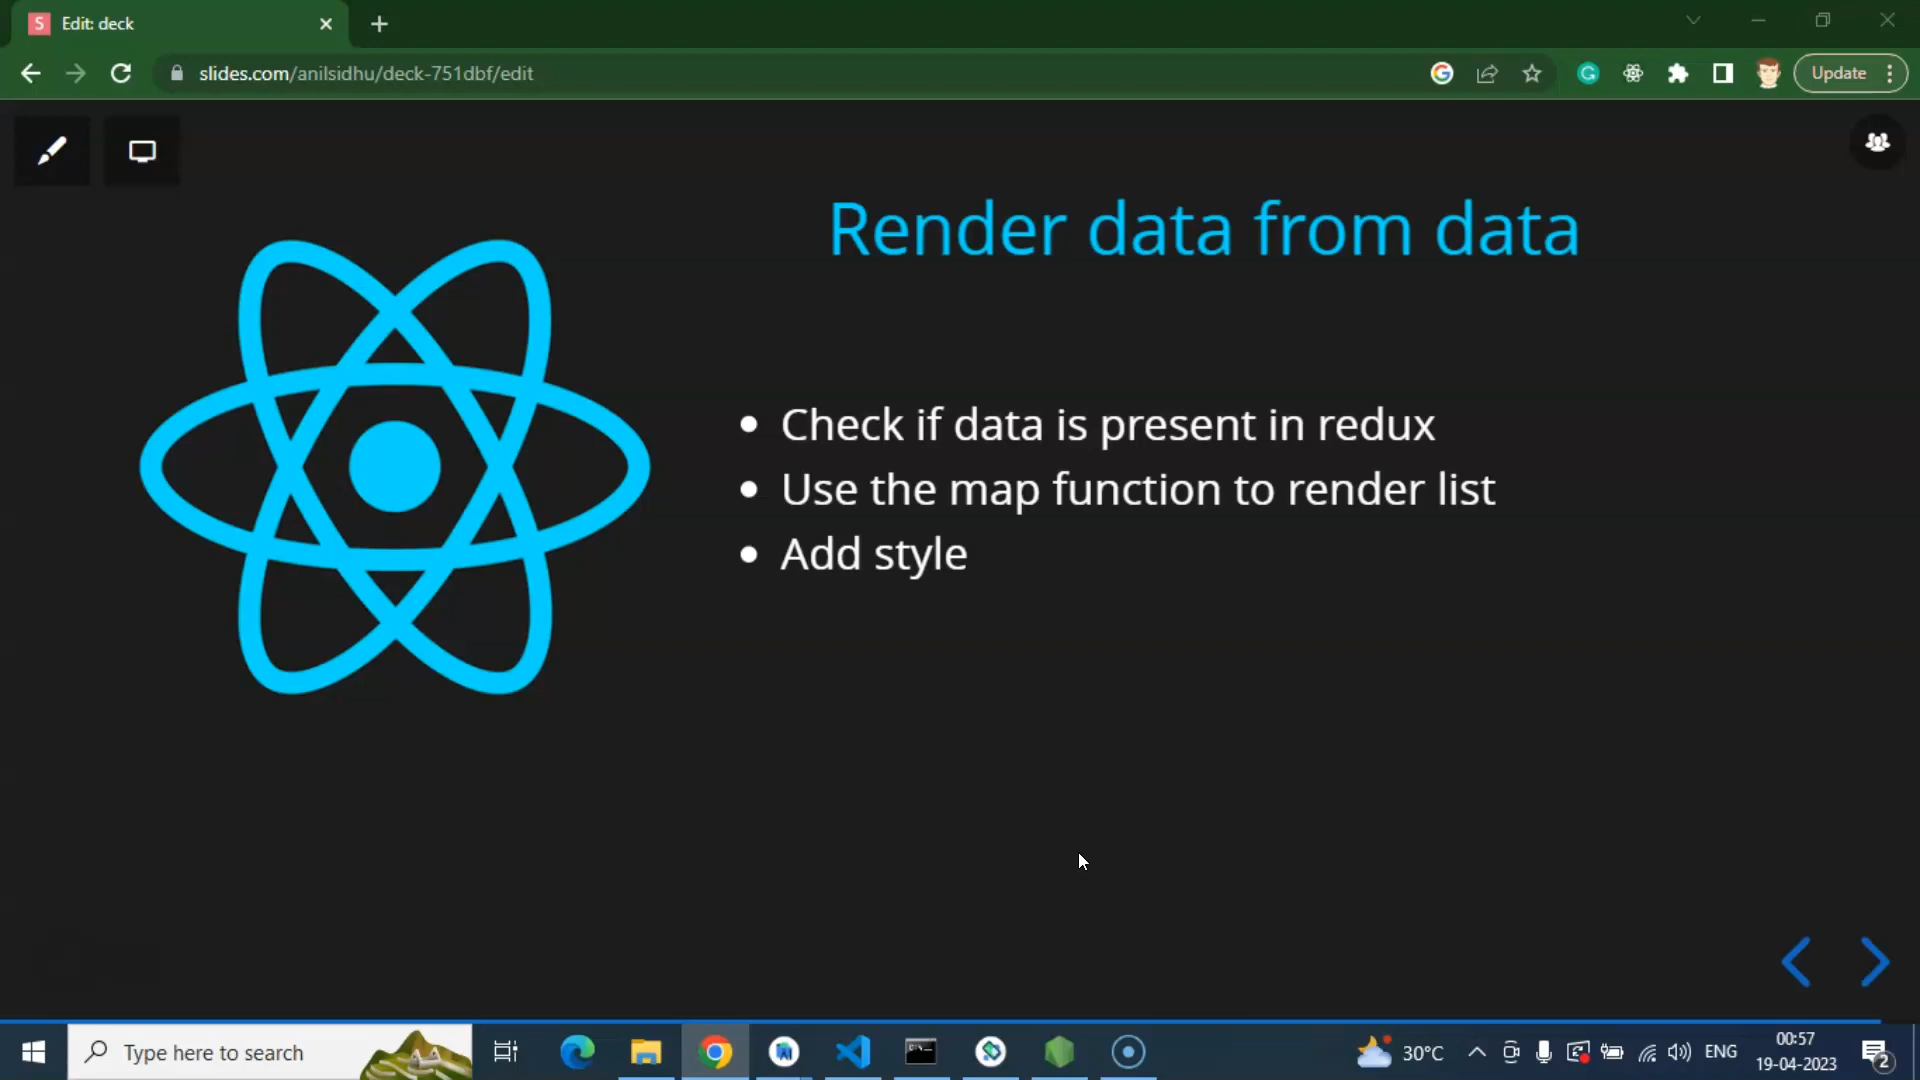 S Edit: deck
slides.com/anilsidhu/deck-751dbf/edit
G G Update
Render data from data
• Check if data is present in redux
• Use the map function to render list
• Add style
Type here to search
30°C
ENG
00:57
19-04-2023
2